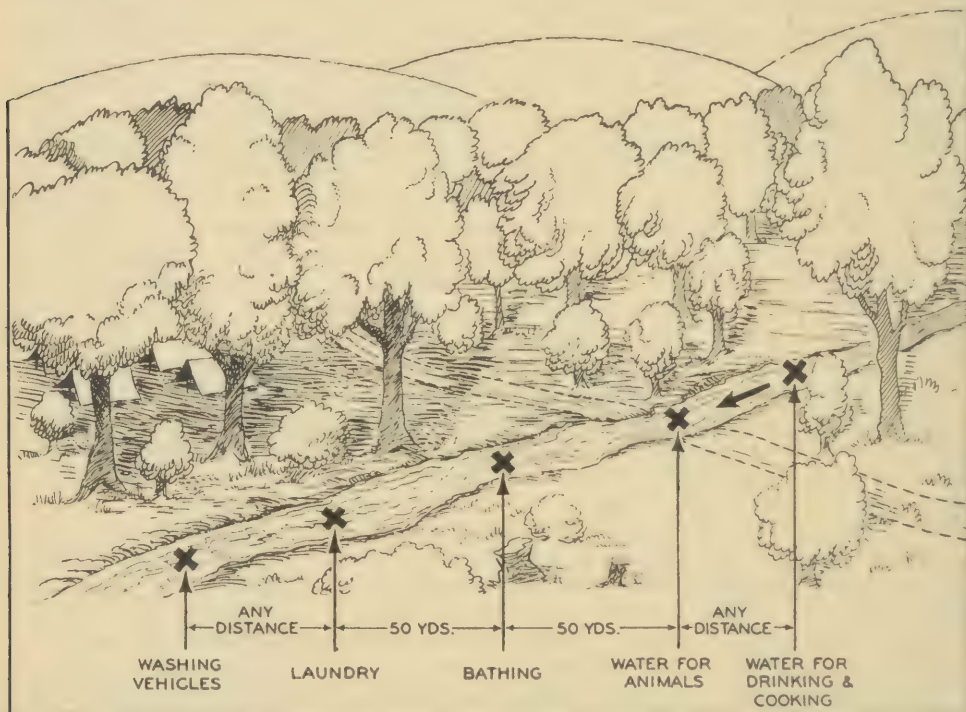 ANY
DISTANCE
50 YDS.
50 YDS.
ANY
DISTANCE
WASHING
VEHICLES
LAUNDRY
BATHING
WATER FOR
ANIMALS
WATER FOR
DRINKING &
COOKING